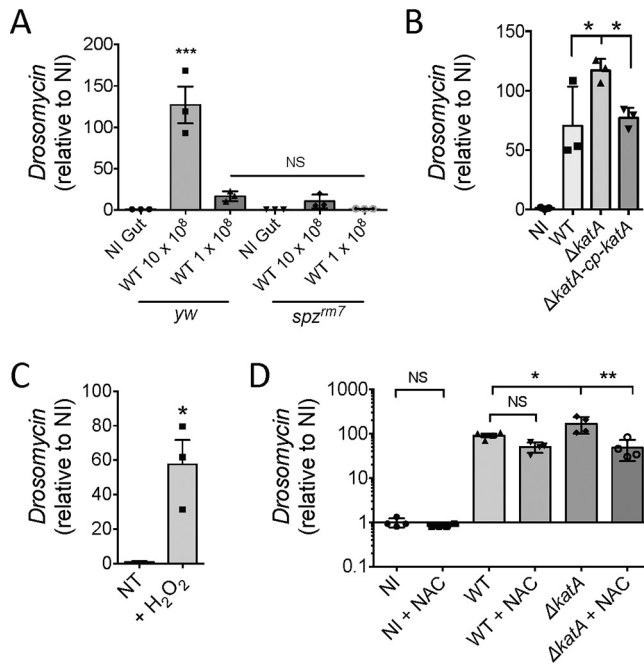 A
Drosomycin
(relative to NI)
200
150
100
50
0
***
NS
NI Gut
WT 10 x 10⁸
WT 1 x 10⁸
NI Gut
WT 10 x 10⁸
WT 1 x 10⁸
yw
spzʳᵐ⁷
B
Drosomycin
(relative to NI)
100
50
0
* *
NI
WT
ΔkatA
ΔkatA-cp-katA
C
Drosomycin
(relative to NI)
100
80
60
40
20
0
*
NT
+ H₂O₂
D
Drosomycin
(relative to NI)
1000
100
10
1
0.1
NS
*
NS
**
NI
NI + NAC
WT
WT + NAC
ΔkatA
ΔkatA + NAC